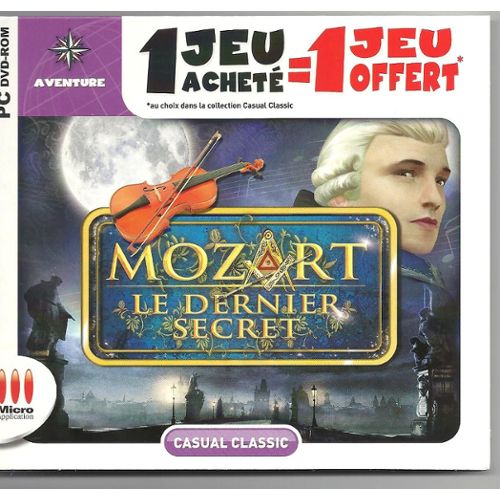 PC DVD-ROM
AVENTURE
1 JEU ACHETÉ = 1 JEU OFFERT*
*au choix dans la collection Casual Classic
MOZART
LE DERNIER
SECRET
Micro
application
CASUAL CLASSIC